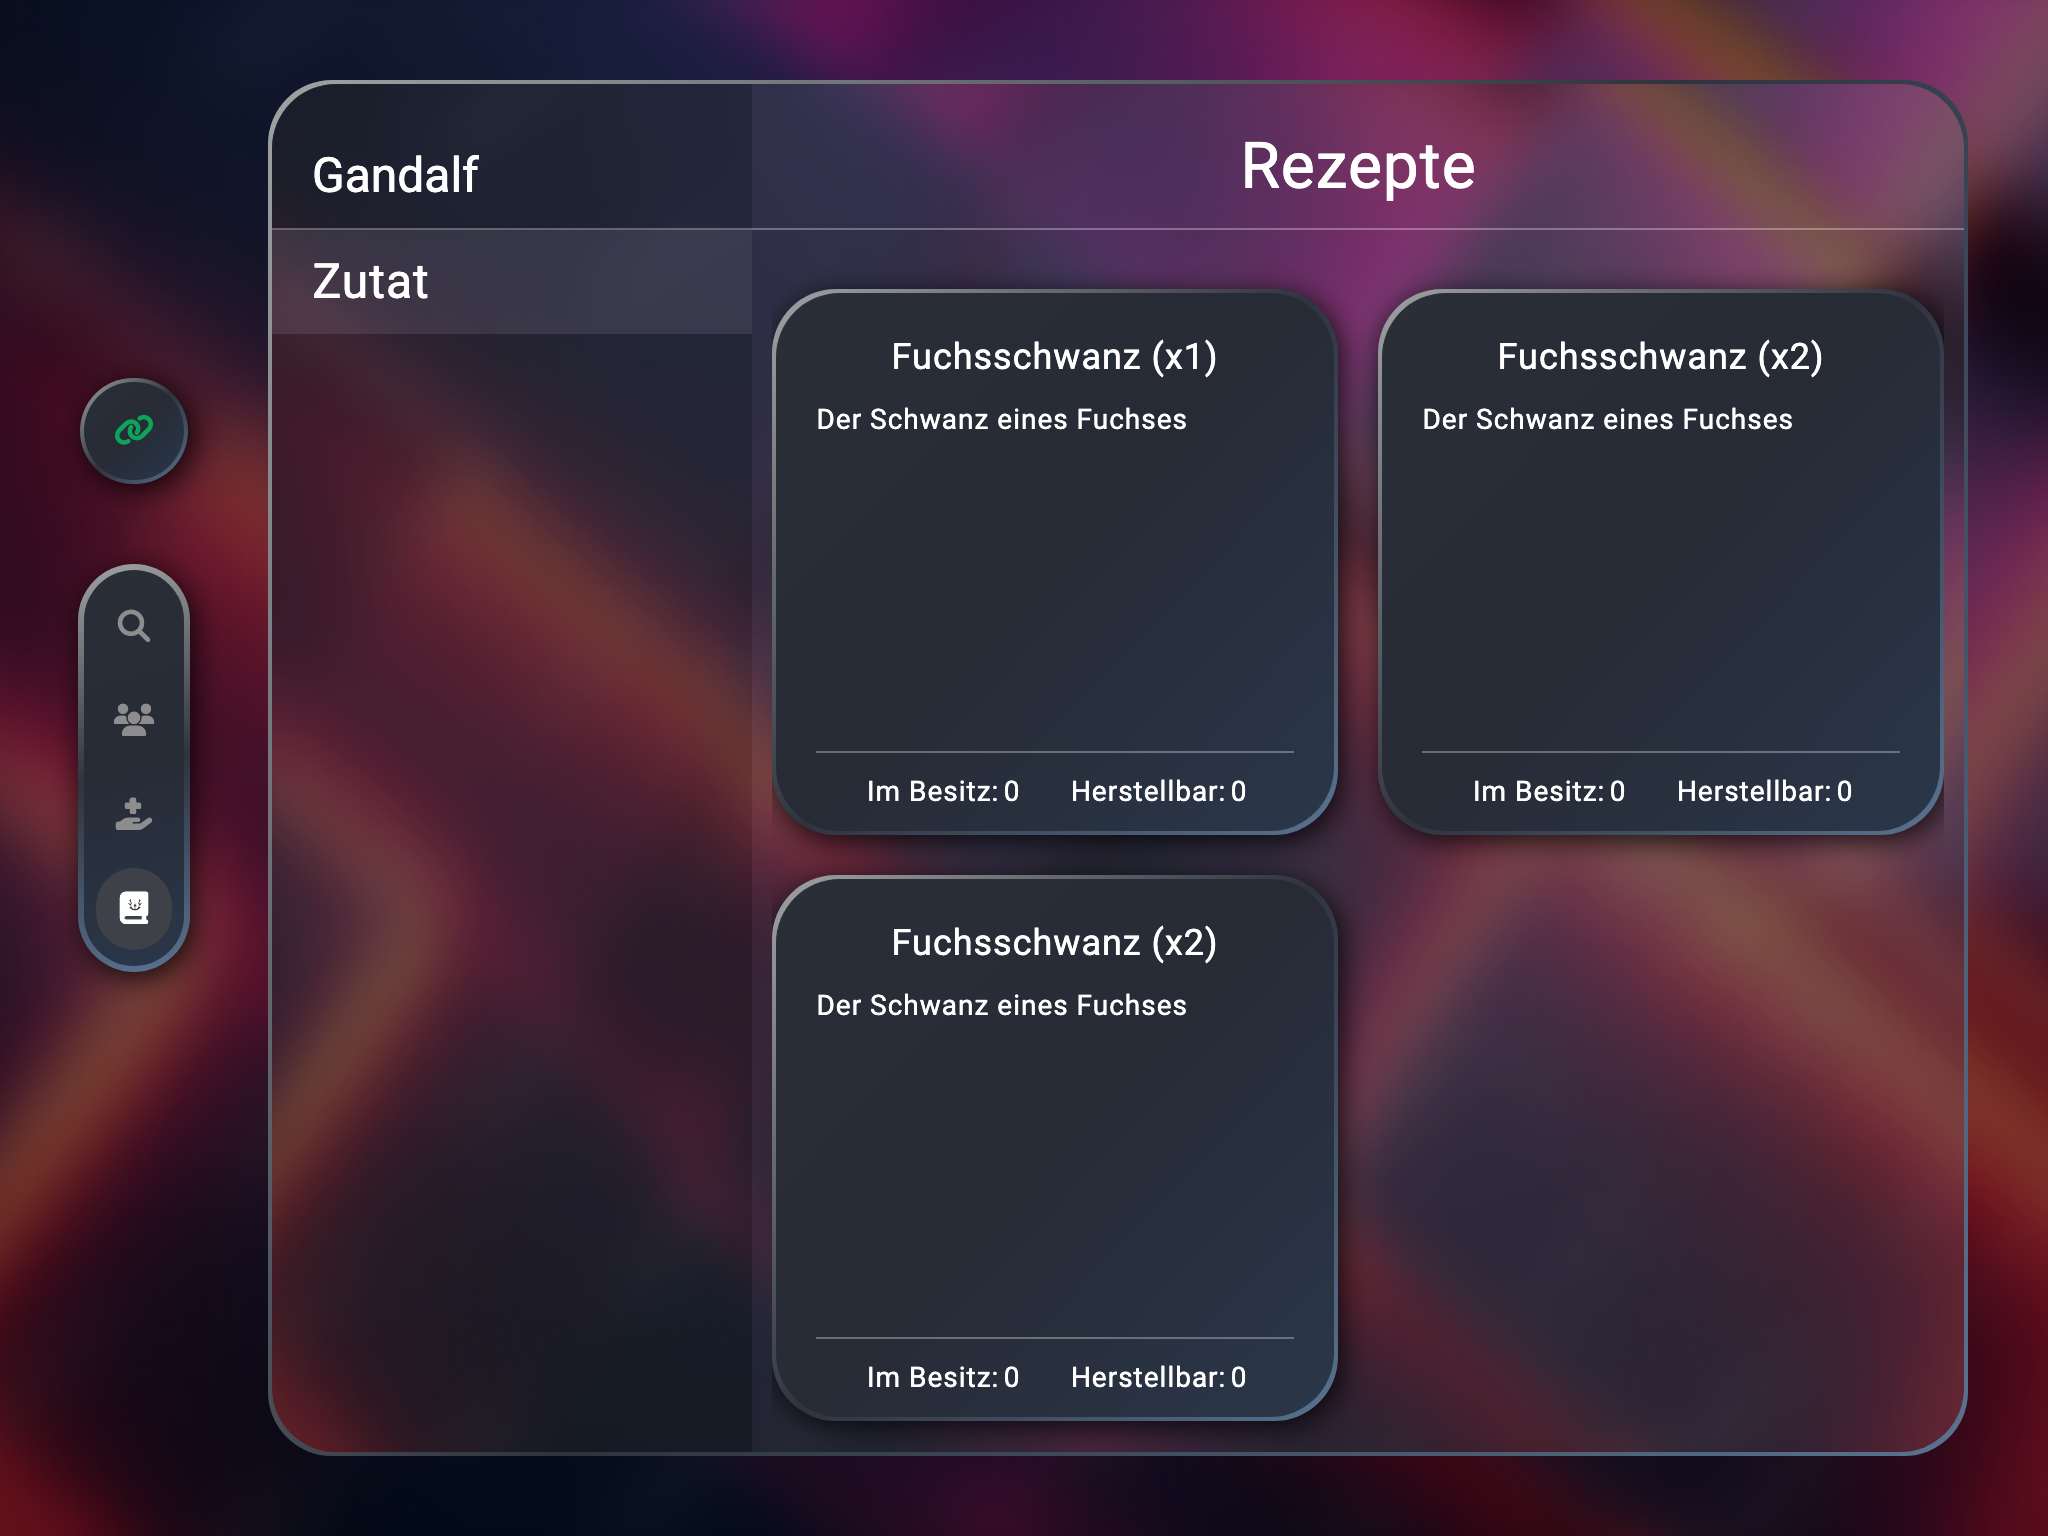 Gandalf
Rezepte
Zutat
Fuchsschwanz (x1)
Der Schwanz eines Fuchses
Im Besitz: 0 Herstellbar: 0
Fuchsschwanz (x2)
Der Schwanz eines Fuchses
Im Besitz: 0 Herstellbar: 0
Fuchsschwanz (x2)
Der Schwanz eines Fuchses
Im Besitz: 0 Herstellbar: 0